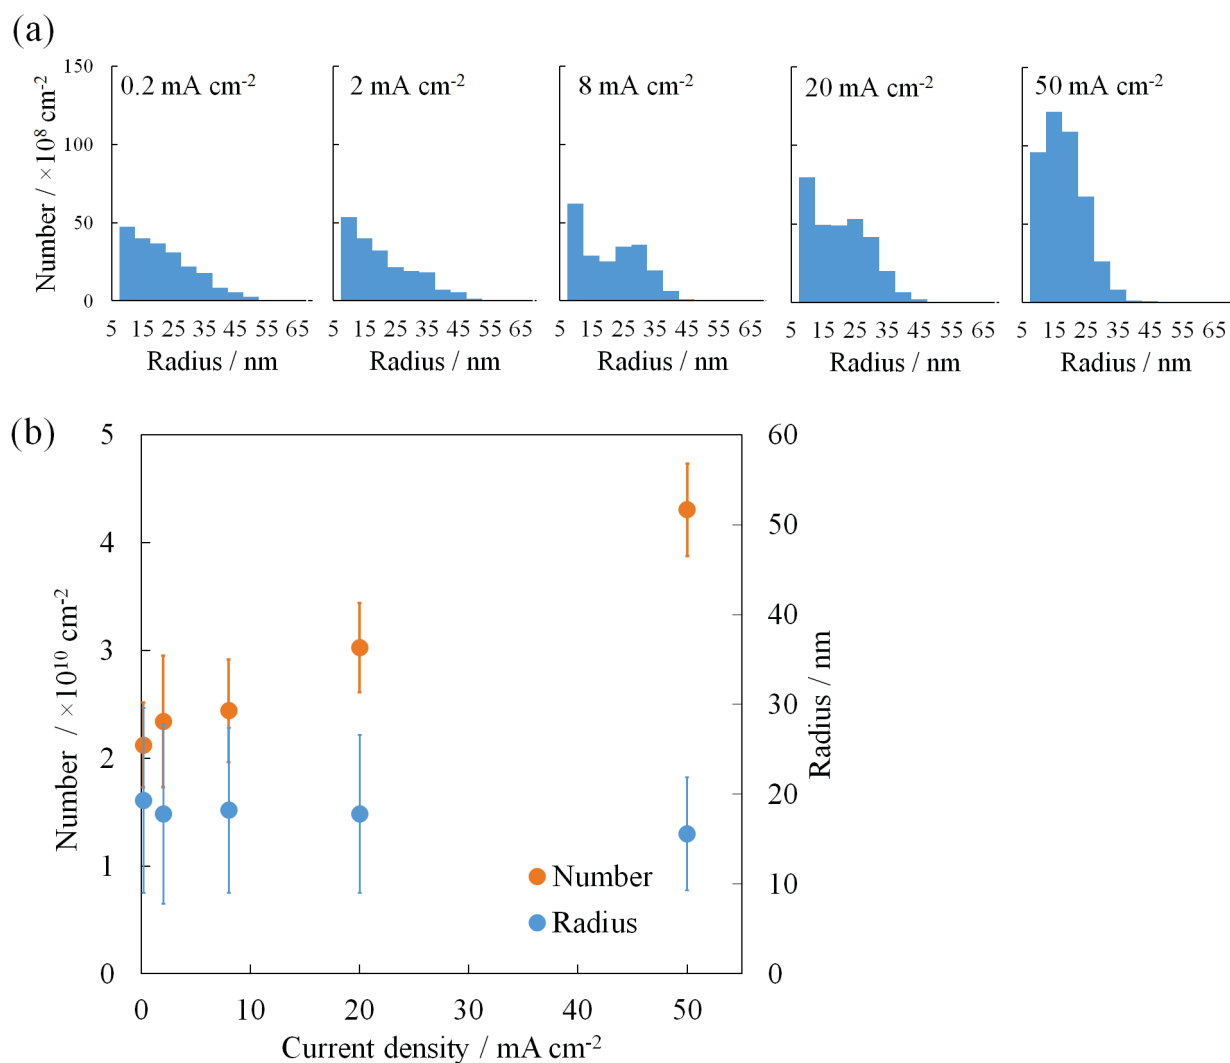 (a)
0.2 mA cm-2
2 mA cm-2
8 mA cm-2
20 mA cm-2
50 mA cm-2
Number / ×10⁸ cm-2
150
100
50
0
5 15 25 35 45 55 65
5 15 25 35 45 55 65
5 15 25 35 45 55 65
5 15 25 35 45 55 65
5 15 25 35 45 55 65
Radius / nm
Radius / nm
Radius / nm
Radius / nm
Radius / nm
(b)
Number / ×10¹⁰ cm-2
5
4
3
2
1
0
60
50
40
30
20
10
0
Radius / nm
Number
Radius
0 10 20 30 40 50
Current density / mA cm-2